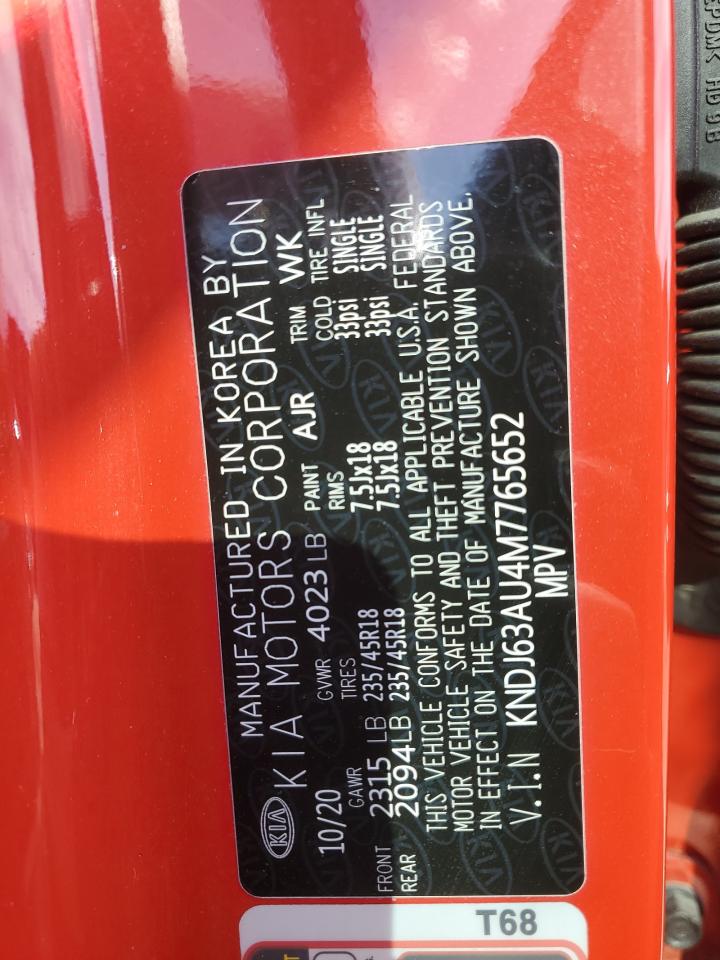 MANUFACTURED IN KOREA BY
KIA KIA MOTORS CORPORATION
10/20 GVWR 4023 LB PAINT AJR TRIM WK
GAWR TIRES RIMS COLD TIRE INFL
FRONT 2315 LB 235/45R18 7.5Jx18 33psi SINGLE
REAR 2094LB 235/45R18 7.5Jx18 33psi SINGLE
THIS VEHICLE CONFORMS TO ALL APPLICABLE U.S.A. FEDERAL
MOTOR VEHICLE SAFETY AND THEFT PREVENTION STANDARDS
IN EFFECT ON THE DATE OF MANUFACTURE SHOWN ABOVE.
V.I.N KNDJ63AU4M7765652
MPV
T68